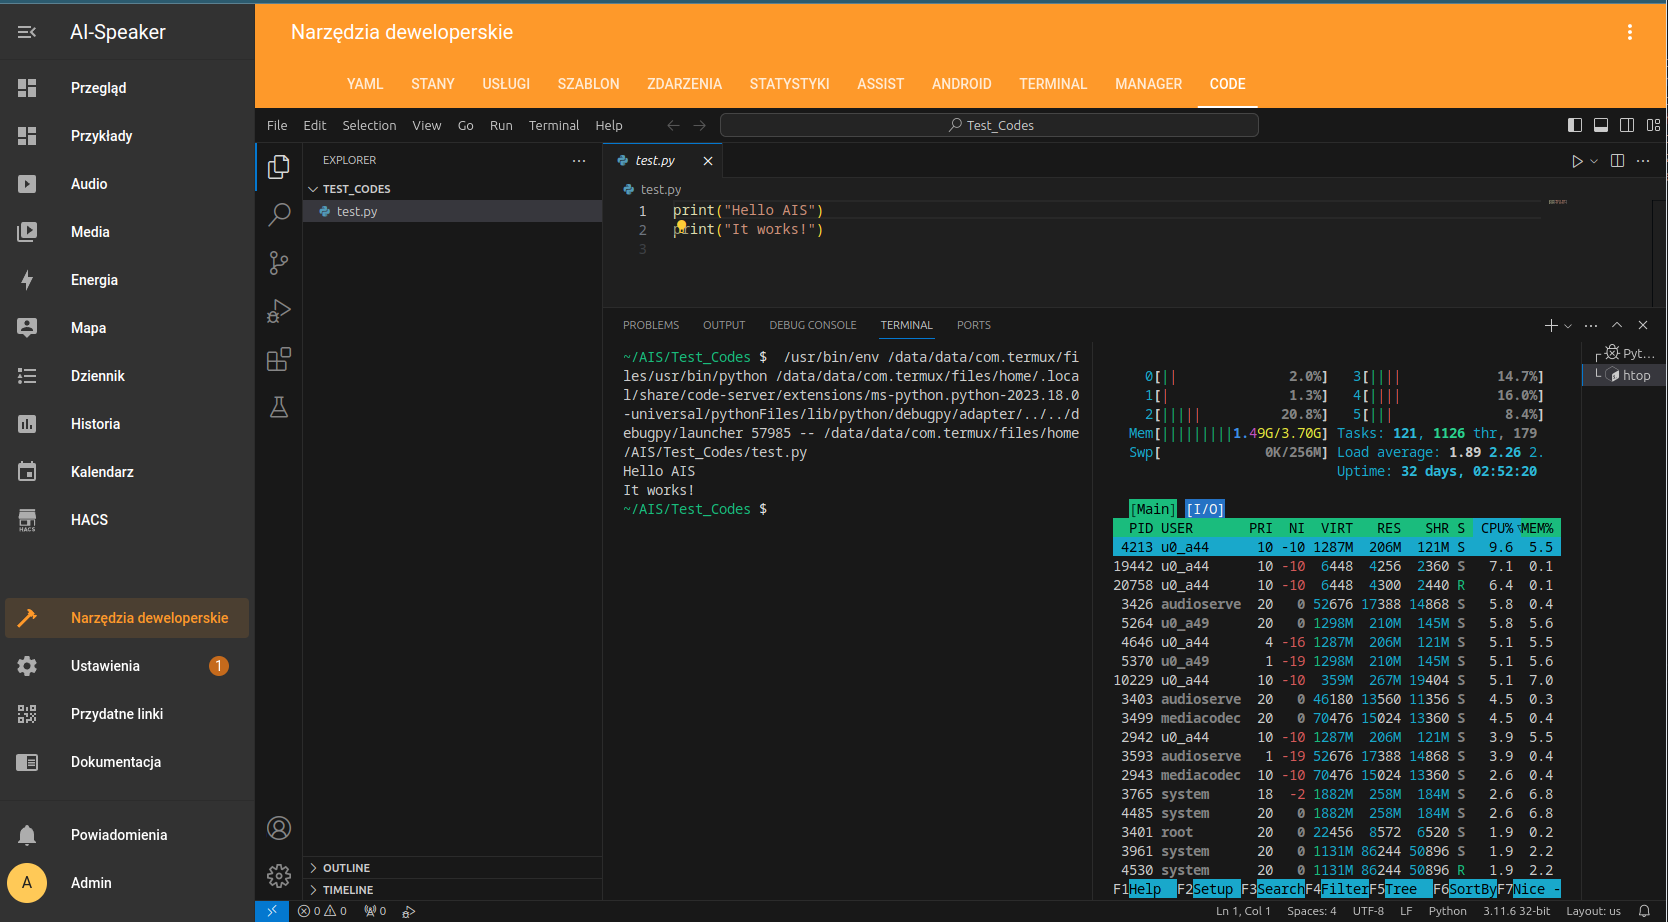 AI-Speaker
Przegląd
Przykłady
Audio
Media
Energia
Mapa
Dziennik
Historia
Kalendarz
HACS
HACS
Narzędzia deweloperskie
Ustawienia 1
Przydatne linki
Dokumentacja
Powiadomienia
A Admin
Narzędzia deweloperskie
YAML STANY USŁUGI SZABLON ZDARZENIA STATYSTYKI ASSIST ANDROID TERMINAL MANAGER CODE
File Edit Selection View Go Run Terminal Help Test_Codes
EXPLORER
TEST_CODES
test.py
OUTLINE
TIMELINE
test.py
test.py
1 print("Hello AIS")
2 print("It works!")
3
PROBLEMS OUTPUT DEBUG CONSOLE TERMINAL PORTS
~/AIS/Test_Codes $ /usr/bin/env /data/data/com.termux/fi
les/usr/bin/python /data/data/com.termux/files/home/.loca
l/share/code-server/extensions/ms-python.python-2023.18.0
-universal/pythonFiles/lib/python/debugpy/adapter/../../d
ebugpy/launcher 57985 -- /data/data/com.termux/files/home
/AIS/Test_Codes/test.py
Hello AIS
It works!
~/AIS/Test_Codes $
0[|| 2.0%] 3[|||| 14.7%]
1[| 1.3%] 4[|||| 16.0%]
2[||||| 20.8%] 5[||| 8.4%]
Mem[|||||||||1.49G/3.70G] Tasks: 121, 1126 thr, 179
Swp[ 0K/256M] Load average: 1.89 2.26 2.
Uptime: 32 days, 02:52:20
[Main] [I/O]
PID USER PRI NI VIRT RES SHR S CPU%▽MEM%
4213 u0_a44 10 -10 1287M 206M 121M S 9.6 5.5
19442 u0_a44 10 -10 6448 4256 2360 S 7.1 0.1
20758 u0_a44 10 -10 6448 4300 2440 R 6.4 0.1
3426 audioserve 20 0 52676 17388 14868 S 5.8 0.4
5264 u0_a49 20 0 1298M 210M 145M S 5.8 5.6
4646 u0_a44 4 -16 1287M 206M 121M S 5.1 5.5
5370 u0_a49 1 -19 1298M 210M 145M S 5.1 5.6
10229 u0_a44 10 -10 359M 267M 19404 S 5.1 7.0
3403 audioserve 20 0 46180 13560 11356 S 4.5 0.3
3499 mediacodec 20 0 70476 15024 13360 S 4.5 0.4
2942 u0_a44 10 -10 1287M 206M 121M S 3.9 5.5
3593 audioserve 1 -19 52676 17388 14868 S 3.9 0.4
2943 mediacodec 10 -10 70476 15024 13360 S 2.6 0.4
3765 system 18 -2 1882M 258M 184M S 2.6 6.8
4485 system 20 0 1882M 258M 184M S 2.6 6.8
3401 root 20 0 22456 8572 6520 S 1.9 0.2
3961 system 20 0 1131M 86244 50896 S 1.9 2.2
4530 system 20 0 1131M 86244 50896 R 1.9 2.2
F1Help F2Setup F3SearchF4FilterF5Tree F6SortByF7Nice -
Pyt...
htop
0 0 0 Ln 1, Col 1 Spaces: 4 UTF-8 LF Python 3.11.6 32-bit Layout: us